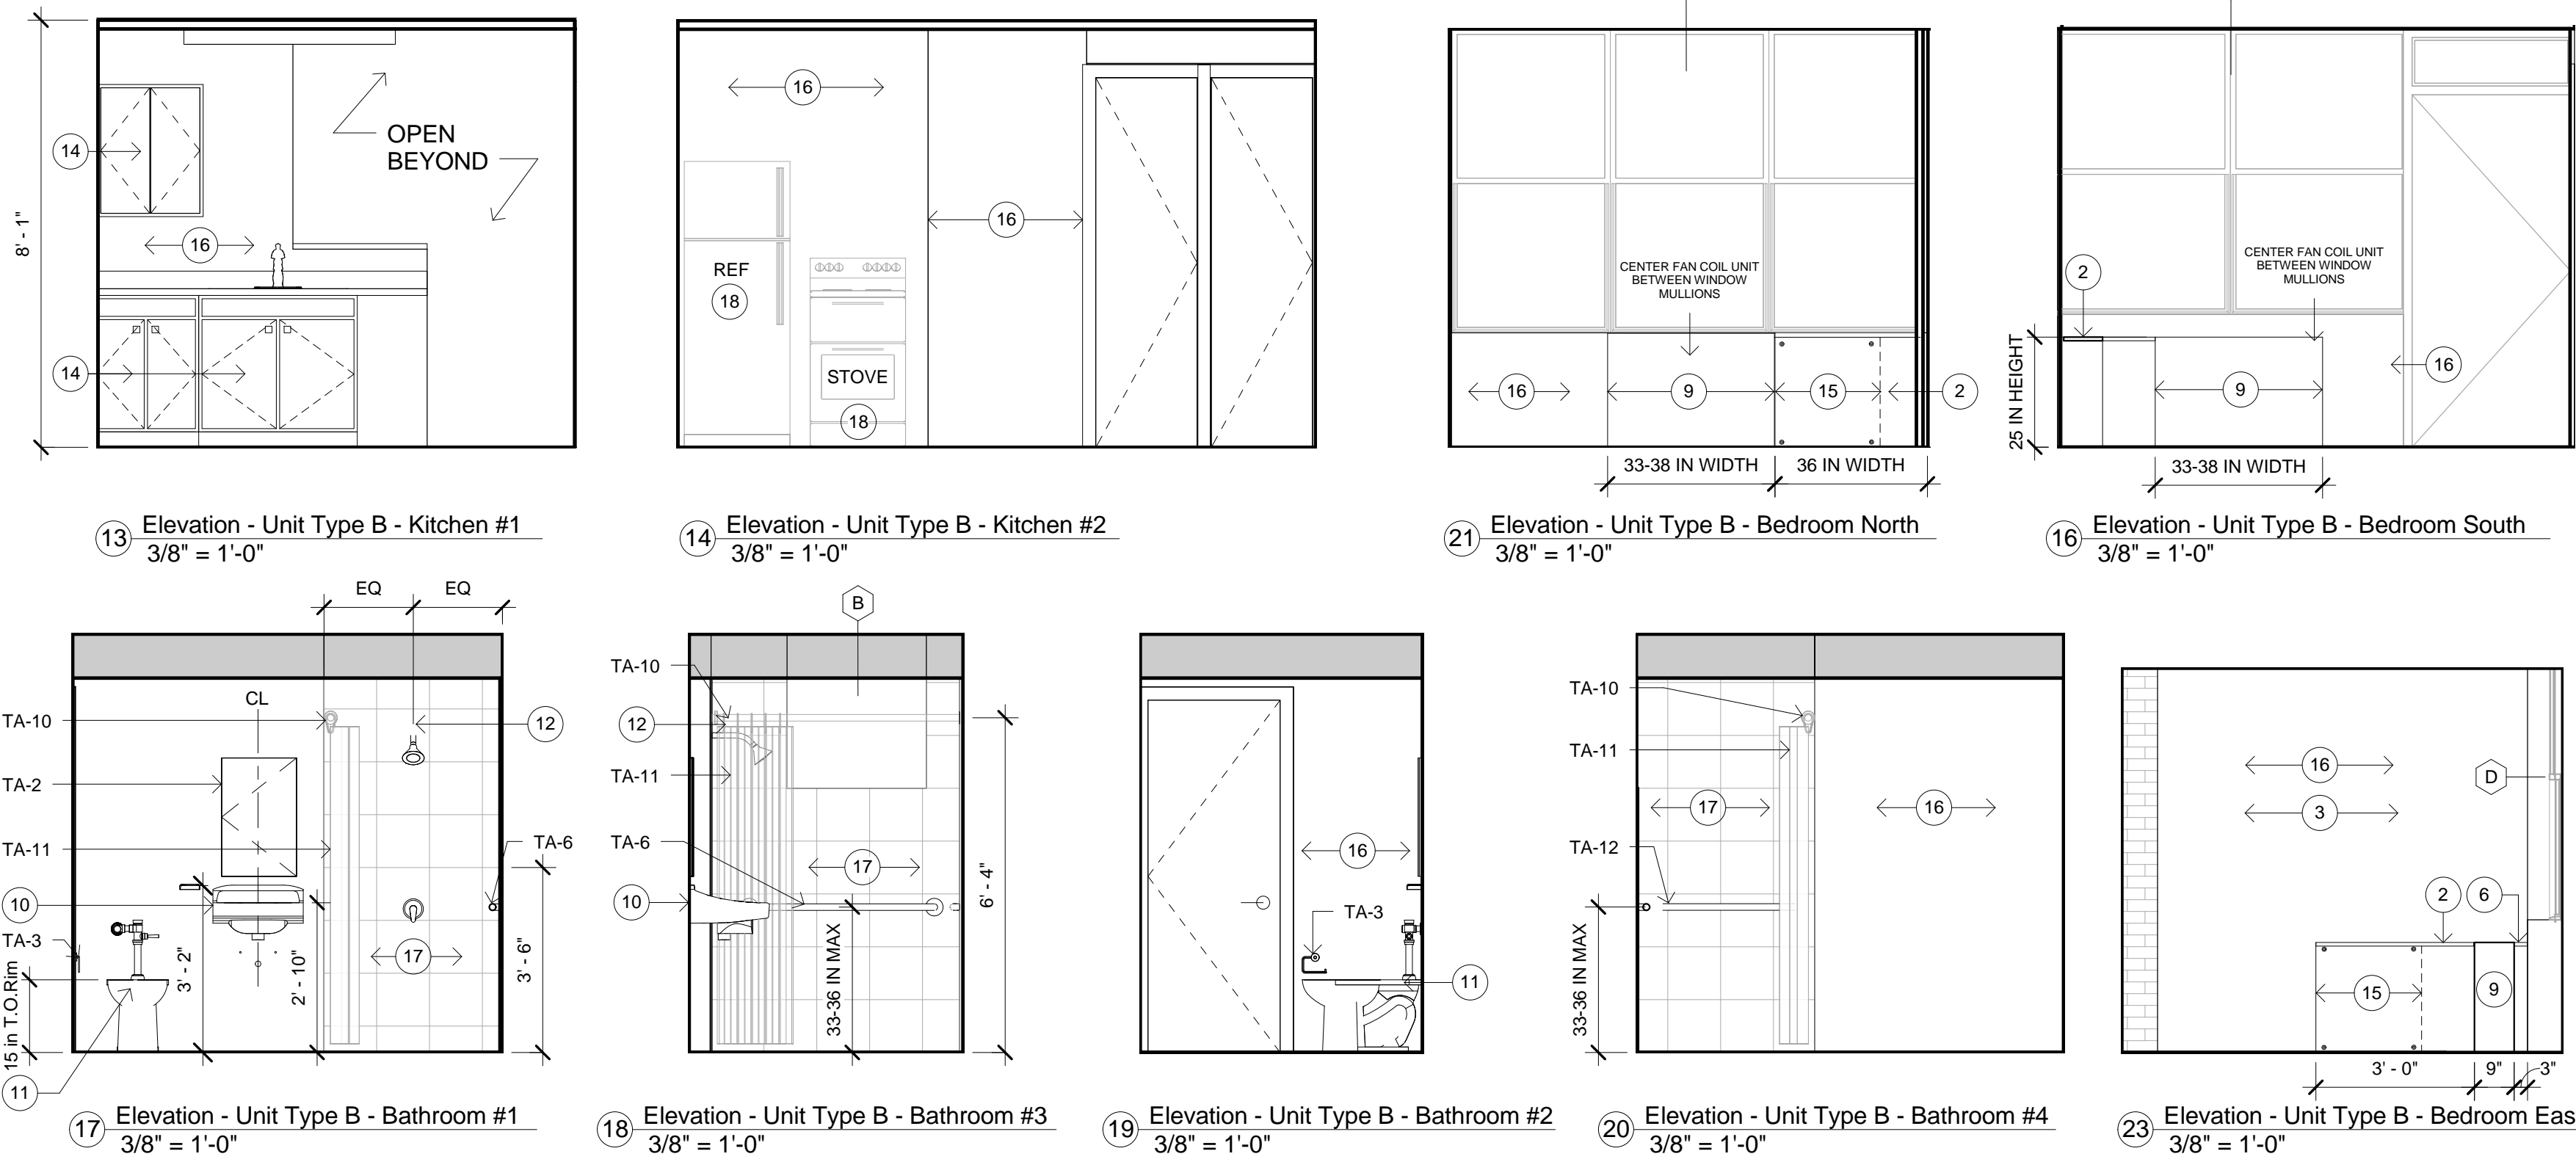 8' - 1"
14
16
14
OPEN
BEYOND
13
Elevation - Unit Type B - Kitchen #1
3/8" = 1'-0"
16
16
REF
18
STOVE
18
14
Elevation - Unit Type B - Kitchen #2
3/8" = 1'-0"
CENTER FAN COIL UNIT
BETWEEN WINDOW
MULLIONS
16
9
15
2
33-38 IN WIDTH
36 IN WIDTH
21
Elevation - Unit Type B - Bedroom North
3/8" = 1'-0"
2
CENTER FAN COIL UNIT
BETWEEN WINDOW
MULLIONS
25 IN HEIGHT
9
16
33-38 IN WIDTH
16
Elevation - Unit Type B - Bedroom South
3/8" = 1'-0"
EQ
EQ
CL
TA-10
12
TA-2
TA-11
TA-6
10
TA-3
17
15 in T.O.Rim
3' - 2"
2' - 10"
3' - 6"
11
17
Elevation - Unit Type B - Bathroom #1
3/8" = 1'-0"
B
TA-10
12
TA-11
TA-6
17
10
33-36 IN MAX
6' - 4"
18
Elevation - Unit Type B - Bathroom #3
3/8" = 1'-0"
16
TA-3
11
19
Elevation - Unit Type B - Bathroom #2
3/8" = 1'-0"
TA-10
TA-11
17
16
TA-12
33-36 IN MAX
20
Elevation - Unit Type B - Bathroom #4
3/8" = 1'-0"
16
D
3
2
6
15
9
3' - 0"
9"
3"
23
Elevation - Unit Type B - Bedroom Eas
3/8" = 1'-0"